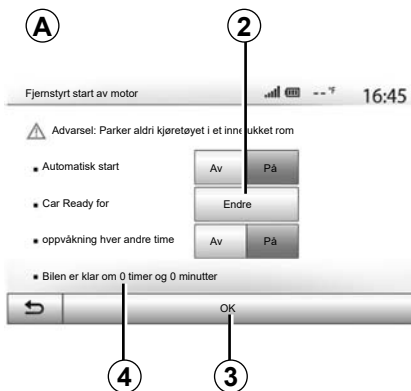 A
2
Fjernstyrt start av motor
-- °F
16:45
Advarsel: Parker aldri kjøretøyet i et innelukket rom
Automatisk start
Av
På
Car Ready for
Endre
oppvåkning hver andre time
Av
På
Bilen er klar om 0 timer og 0 minutter
OK
4
3